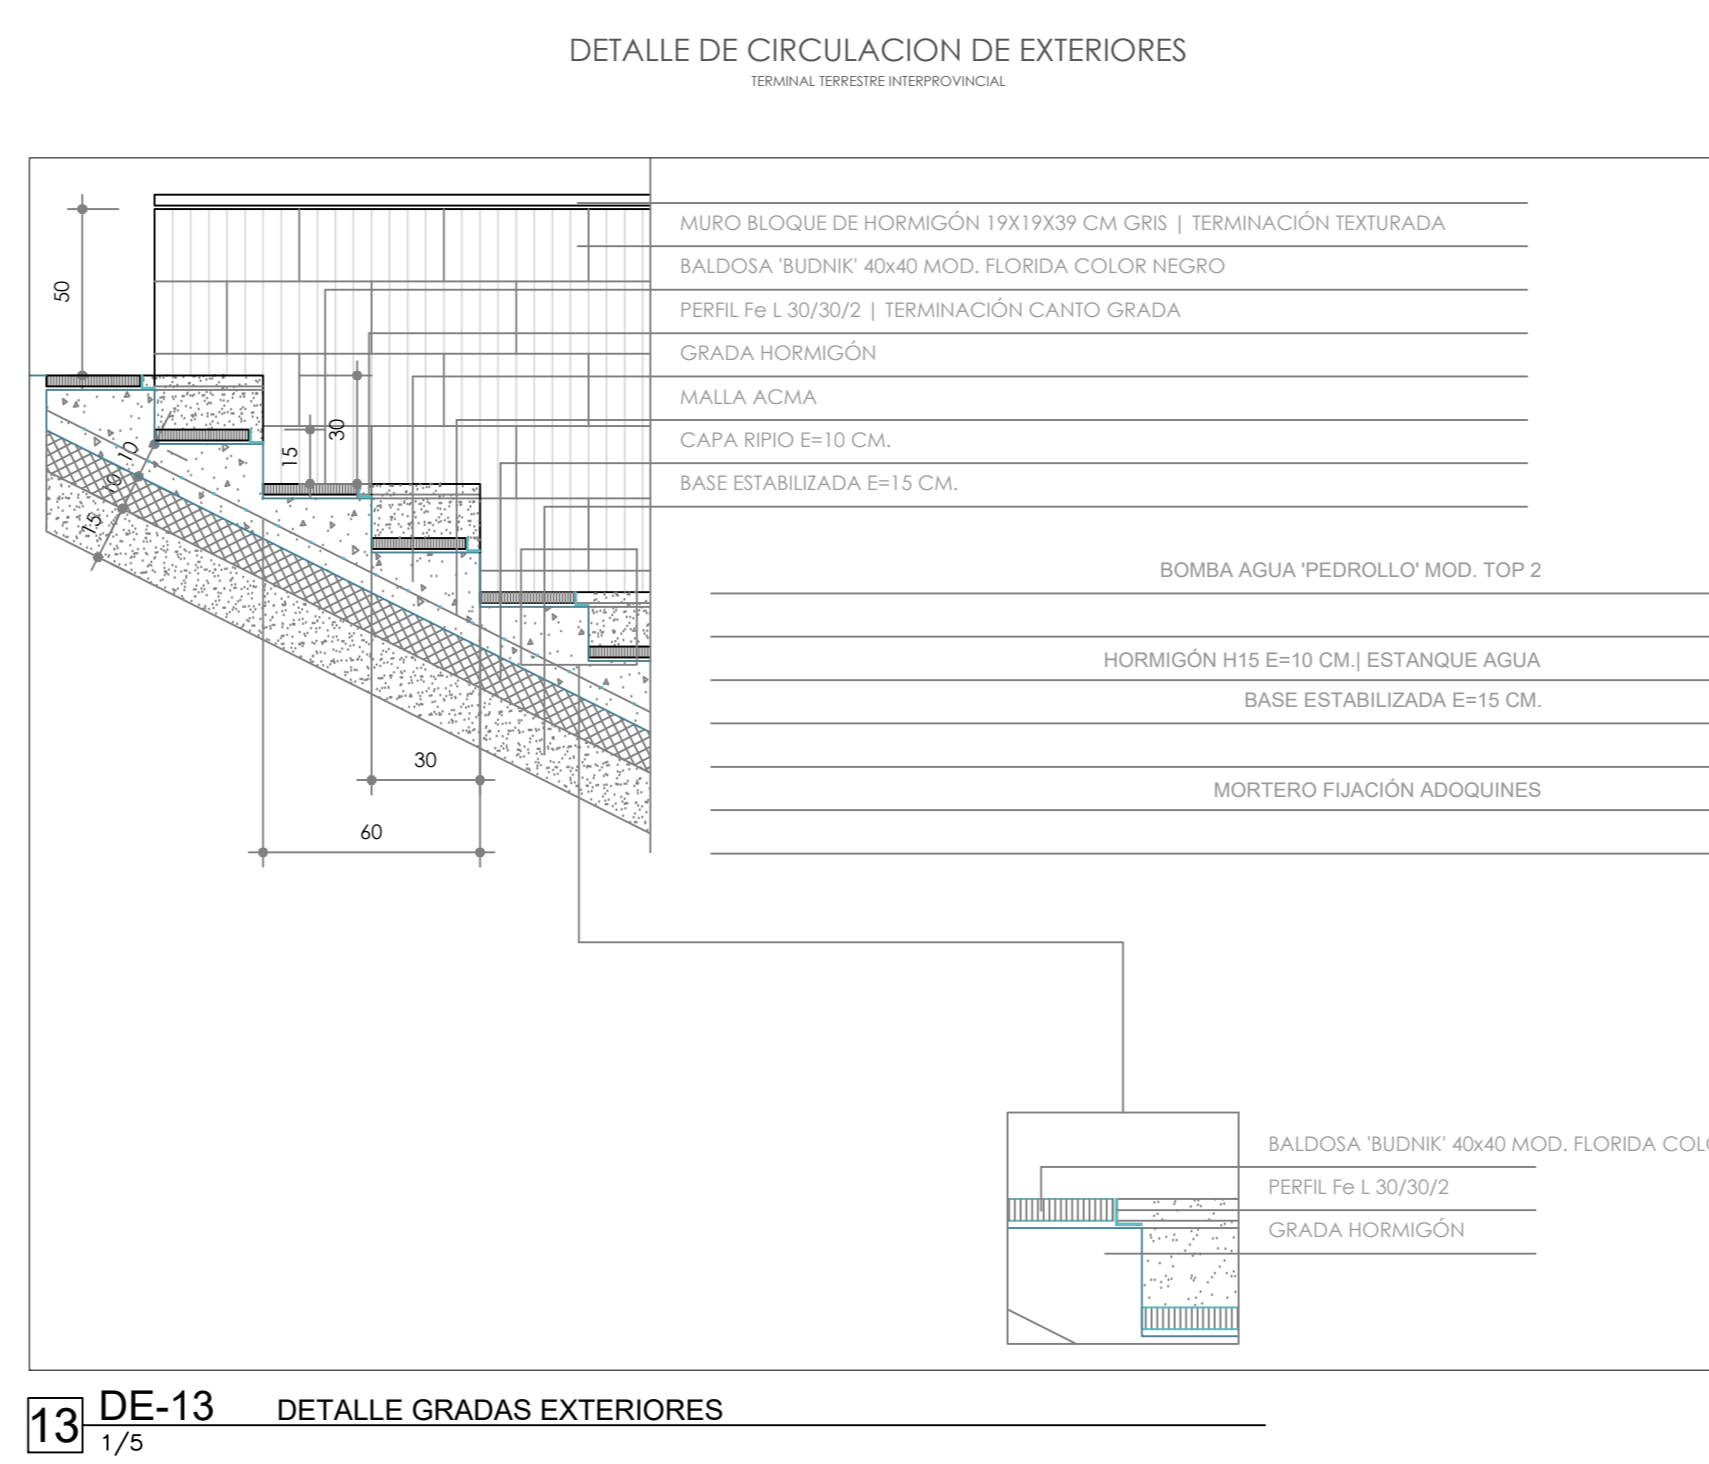 DETALLE DE CIRCULACION DE EXTERIORES
TERMINAL TERRESTRE INTERPROVINCIAL
MURO BLOQUE DE HORMIGÓN 19X19X39 CM GRIS | TERMINACIÓN TEXTURADA
BALDOSA 'BUDNIK' 40x40 MOD. FLORIDA COLOR NEGRO
PERFIL Fe L 30/30/2 | TERMINACIÓN CANTO GRADA
GRADA HORMIGÓN
MALLA ACMA
CAPA RIPIO E=10 CM.
BASE ESTABILIZADA E=15 CM.
50
30
15
10
10
15
30
60
BOMBA AGUA 'PEDROLLO' MOD. TOP 2
HORMIGÓN H15 E=10 CM.| ESTANQUE AGUA
BASE ESTABILIZADA E=15 CM.
MORTERO FIJACIÓN ADOQUINES
BALDOSA 'BUDNIK' 40x40 MOD. FLORIDA COL
PERFIL Fe L 30/30/2
GRADA HORMIGÓN
13
DE-13
DETALLE GRADAS EXTERIORES
1/5